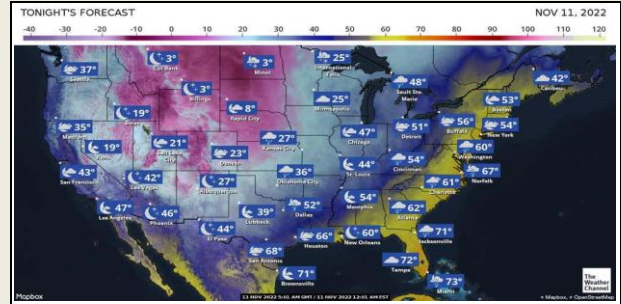 TONIGHT'S FORECAST
NOV 11, 2022
-40 -30 -20 -10 0 10 20 30 40 50 60 70 80 90 100 110 120
37°
Seattle
3°
Cut Bank
3°
Minot
25°
International Falls
48°
Sault Ste. Marie
42°
Caribou
3°
Billings
8°
Rapid City
25°
Minneapolis
53°
Boston
56°
Buffalo
54°
New York
19°
Boise
35°
51°
Detroit
47°
Chicago
60°
Washington
19°
Reno
21°
Salt Lake City
23°
Denver
27°
Kansas City
44°
St. Louis
54°
Cincinnati
67°
Norfolk
43°
San Francisco
42°
Las Vegas
27°
Albuquerque
36°
Oklahoma City
54°
Memphis
61°
Charlotte
62°
Atlanta
47°
Los Angeles
46°
Phoenix
44°
El Paso
39°
Lubbock
52°
Dallas
66°
Houston
60°
New Orleans
71°
Jacksonville
68°
San Antonio
71°
Brownsville
72°
Tampa
73°
Miami
The
Weather
Channel
Mapbox
11 NOV 2022 5:01 AM GMT / 11 NOV 2022 12:01 AM EST
© Mapbox, © OpenStreetMap